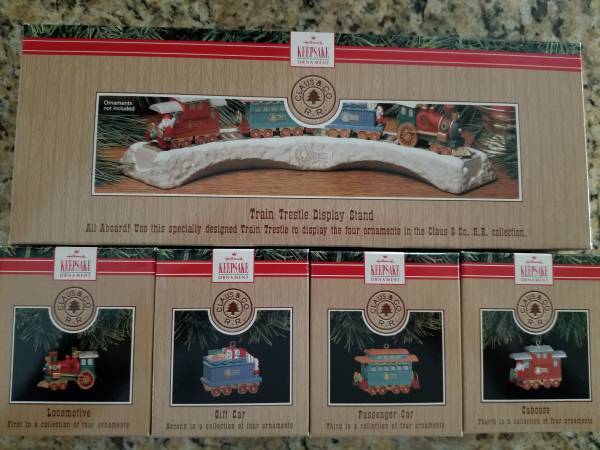 Hallmark
KEEPSAKE
ORNAMENT
CLAUS & CO.
R.R.
Ornaments
not included
Train Trestle Display Stand
All Aboard! Use this specially designed Train Trestle to display the four ornaments in the Claus & Co. R.R. collection.
Hallmark
KEEPSAKE
ORNAMENT
CLAUS & CO.
R.R.
Locomotive
First in a collection of four ornaments
Hallmark
KEEPSAKE
ORNAMENT
CLAUS & CO.
R.R.
Gift Car
Second in a collection of four ornaments
Hallmark
KEEPSAKE
ORNAMENT
CLAUS & CO.
R.R.
Passenger Car
Third in a collection of four ornaments
Hallmark
KEEPSAKE
ORNAMENT
CLAUS & CO.
R.R.
Caboose
Fourth in a collection of four ornaments